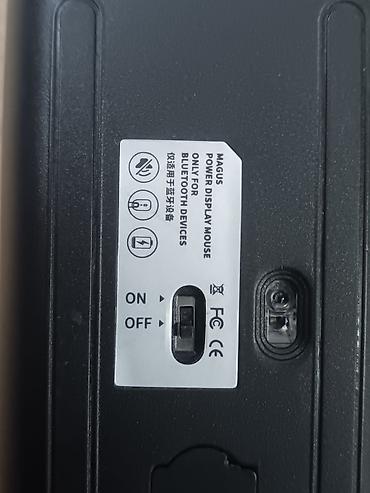 MAGUS
POWER DISPLAY MOUSE
ONLY FOR
BLUETOOTH DEVICES
仅适用于蓝牙设备
ON
OFF
FC CE